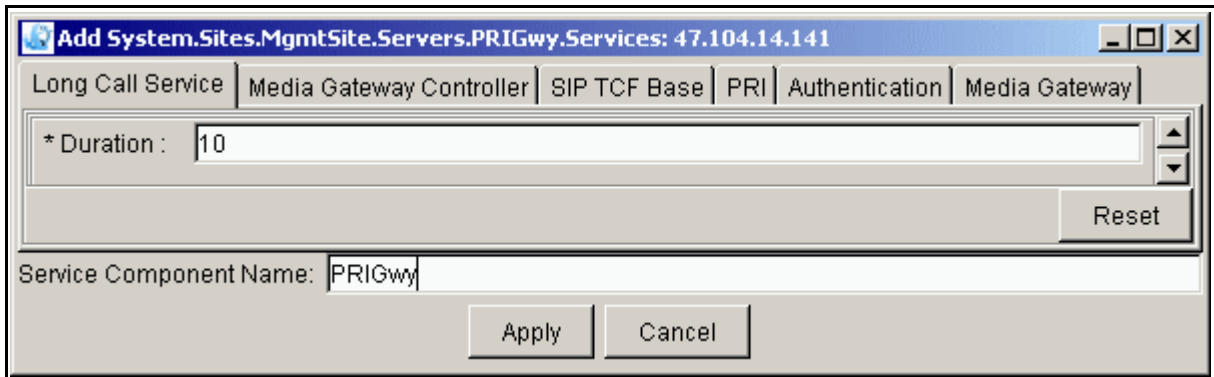 Add System.Sites.MgmtSite.Servers.PRIGwy.Services: 47.104.14.141
Long Call Service Media Gateway Controller SIP TCF Base PRI Authentication Media Gateway
* Duration : 10
Reset
Service Component Name: PRIGwy
Apply Cancel